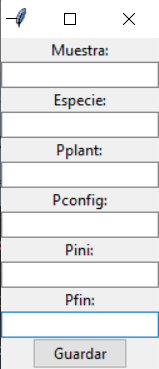 Muestra:
Especie:
Pplant:
Pconfig:
Pini:
Pfin:
Guardar